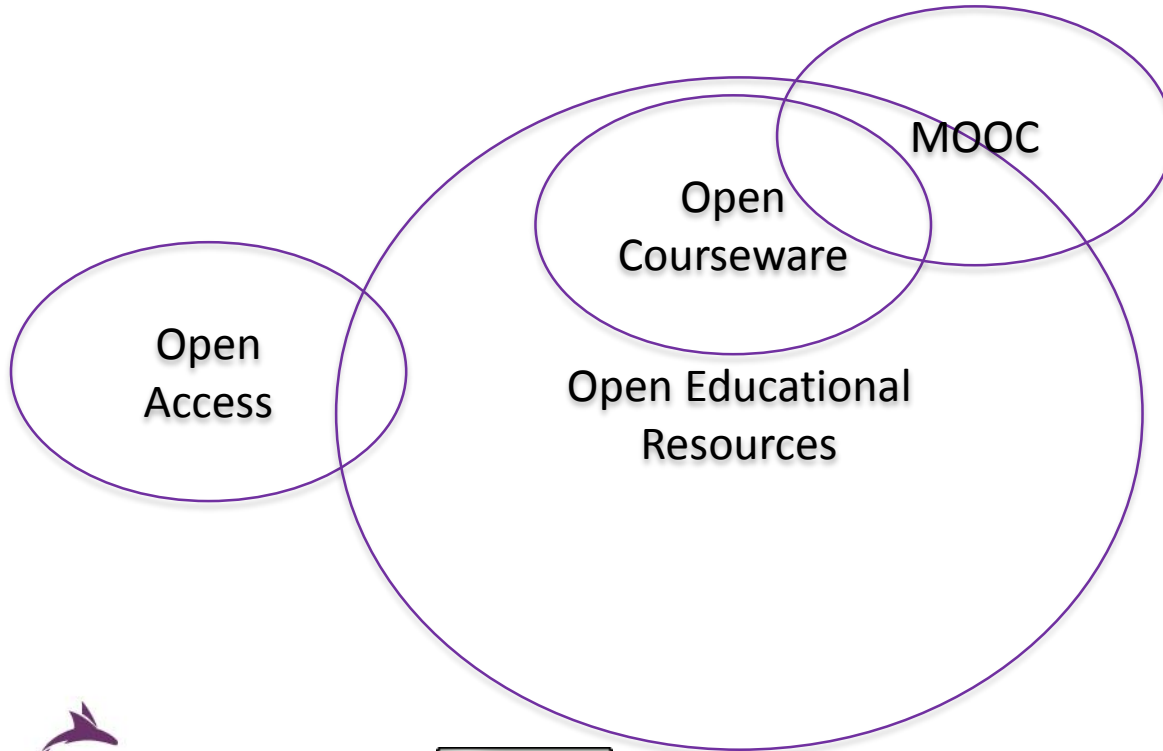 MOOC
Open
Courseware
Open
Access
Open Educational
Resources